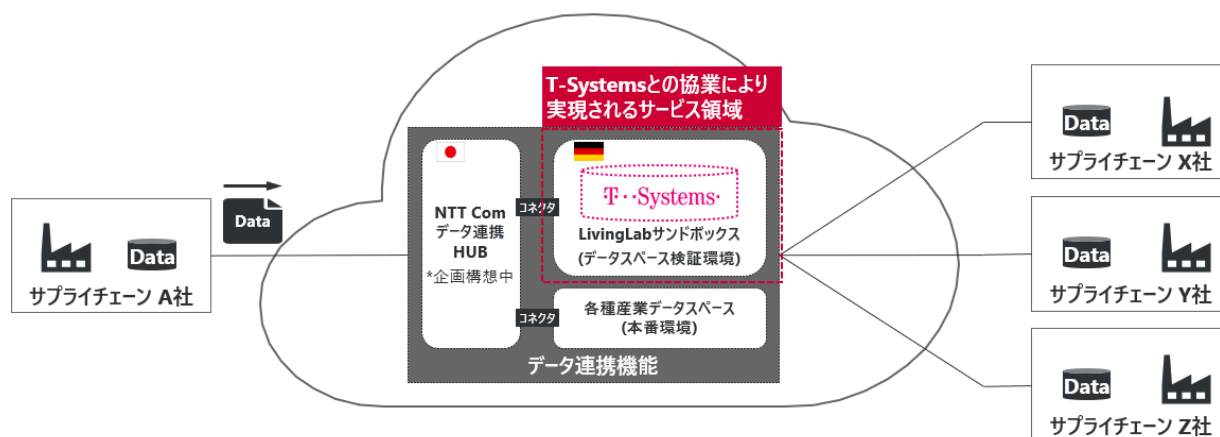 T-Systemsとの協業により
実現されるサービス領域
Data
Data
サプライチェーン A社
NTT Com
データ連携
HUB
*企画構想中
コネクタ
コネクタ
T··Systems·
LivingLabサンドボックス
(データスペース検証環境)
各種産業データスペース
(本番環境)
データ連携機能
Data
サプライチェーン X社
Data
サプライチェーン Y社
Data
サプライチェーン Z社